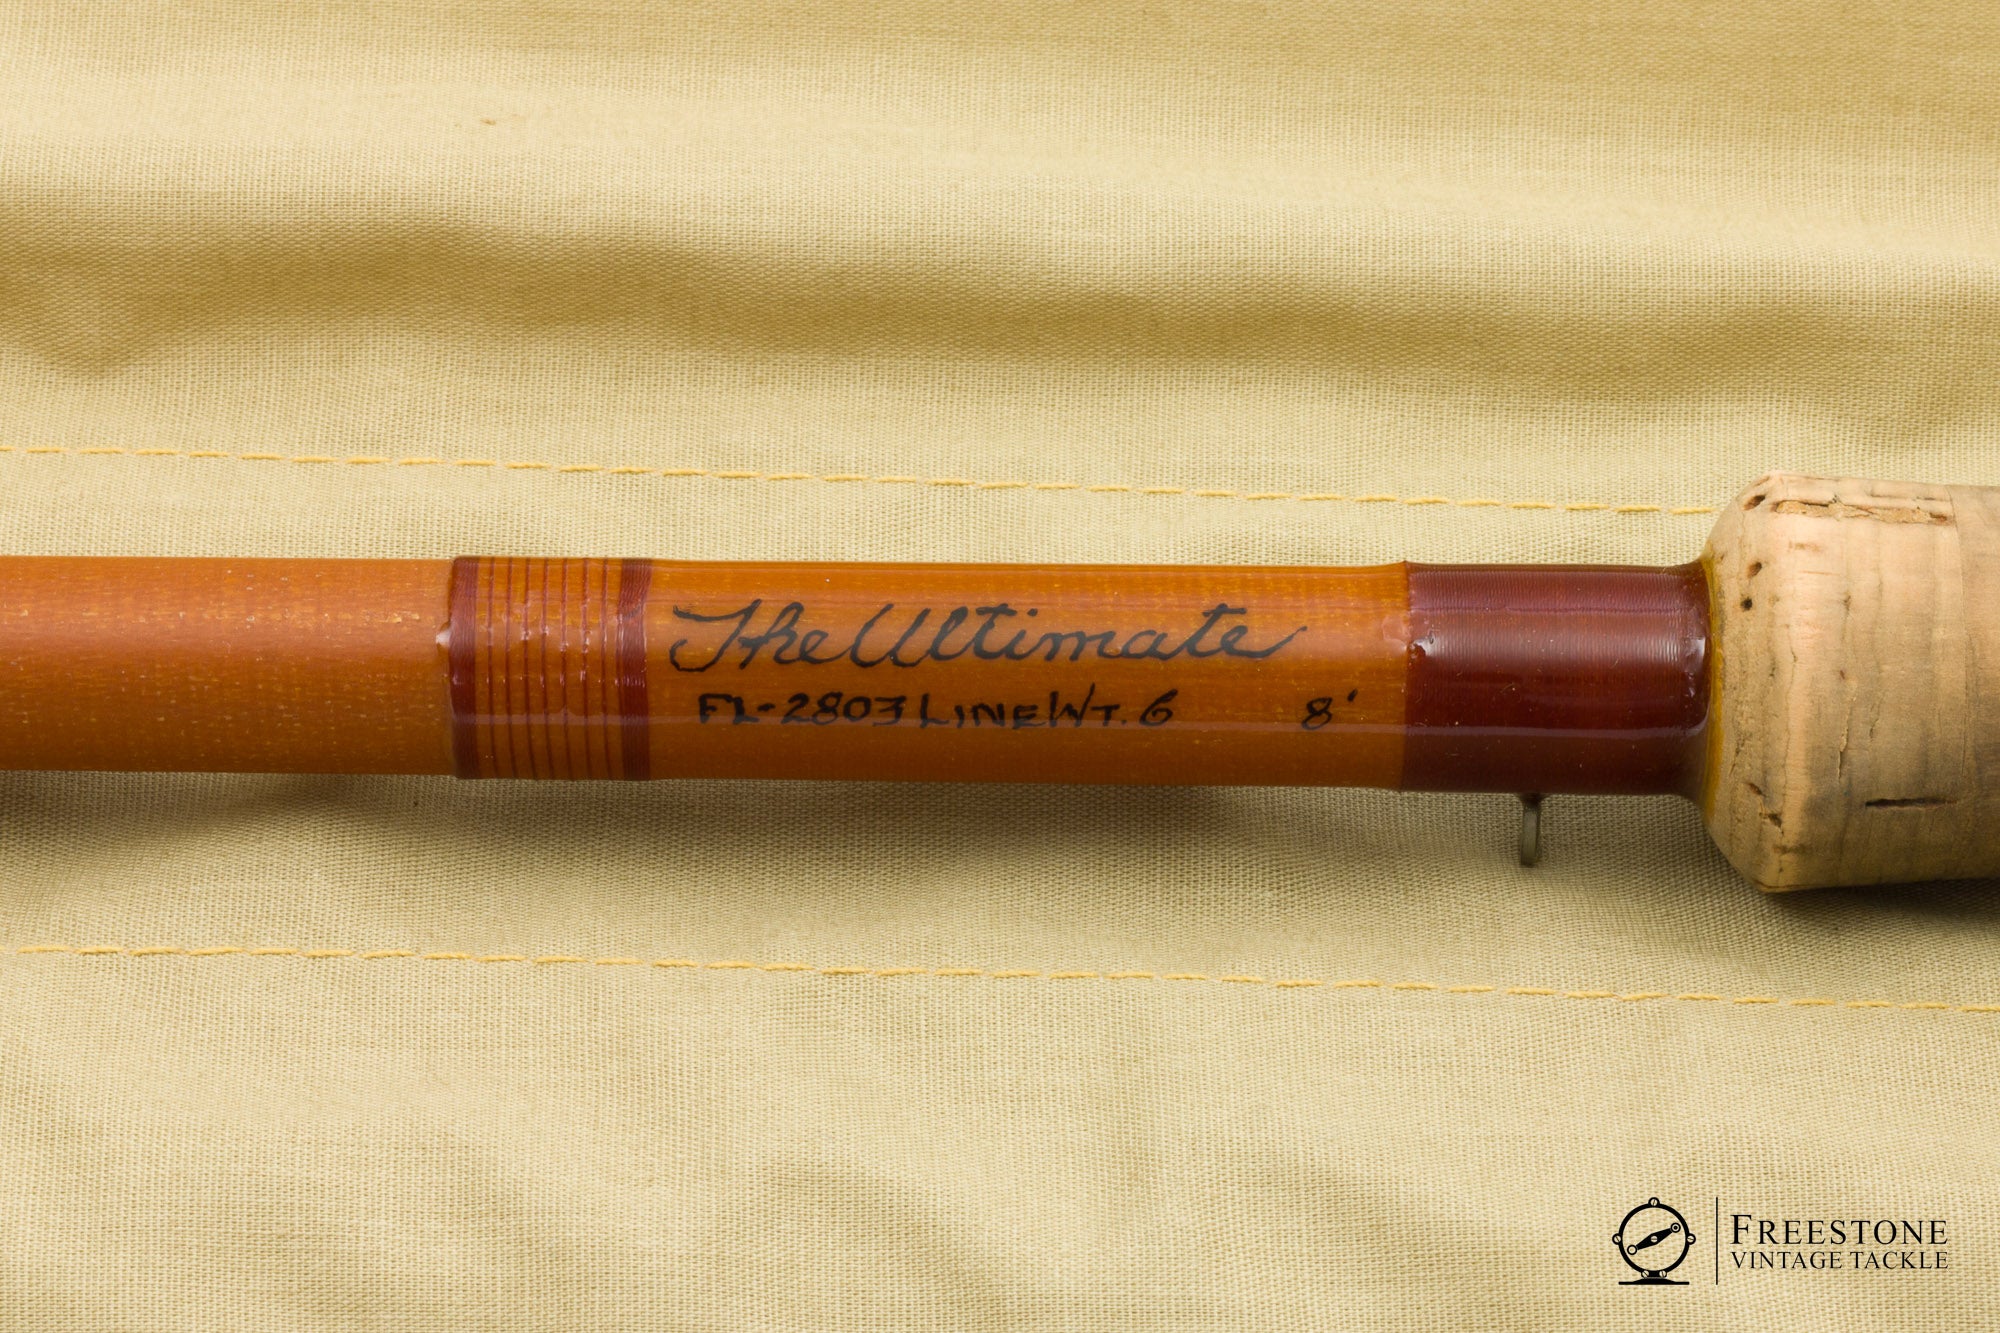 The Ultimate
FL-2803 LINE WT. 6 8'
FREESTONE
VINTAGE TACKLE